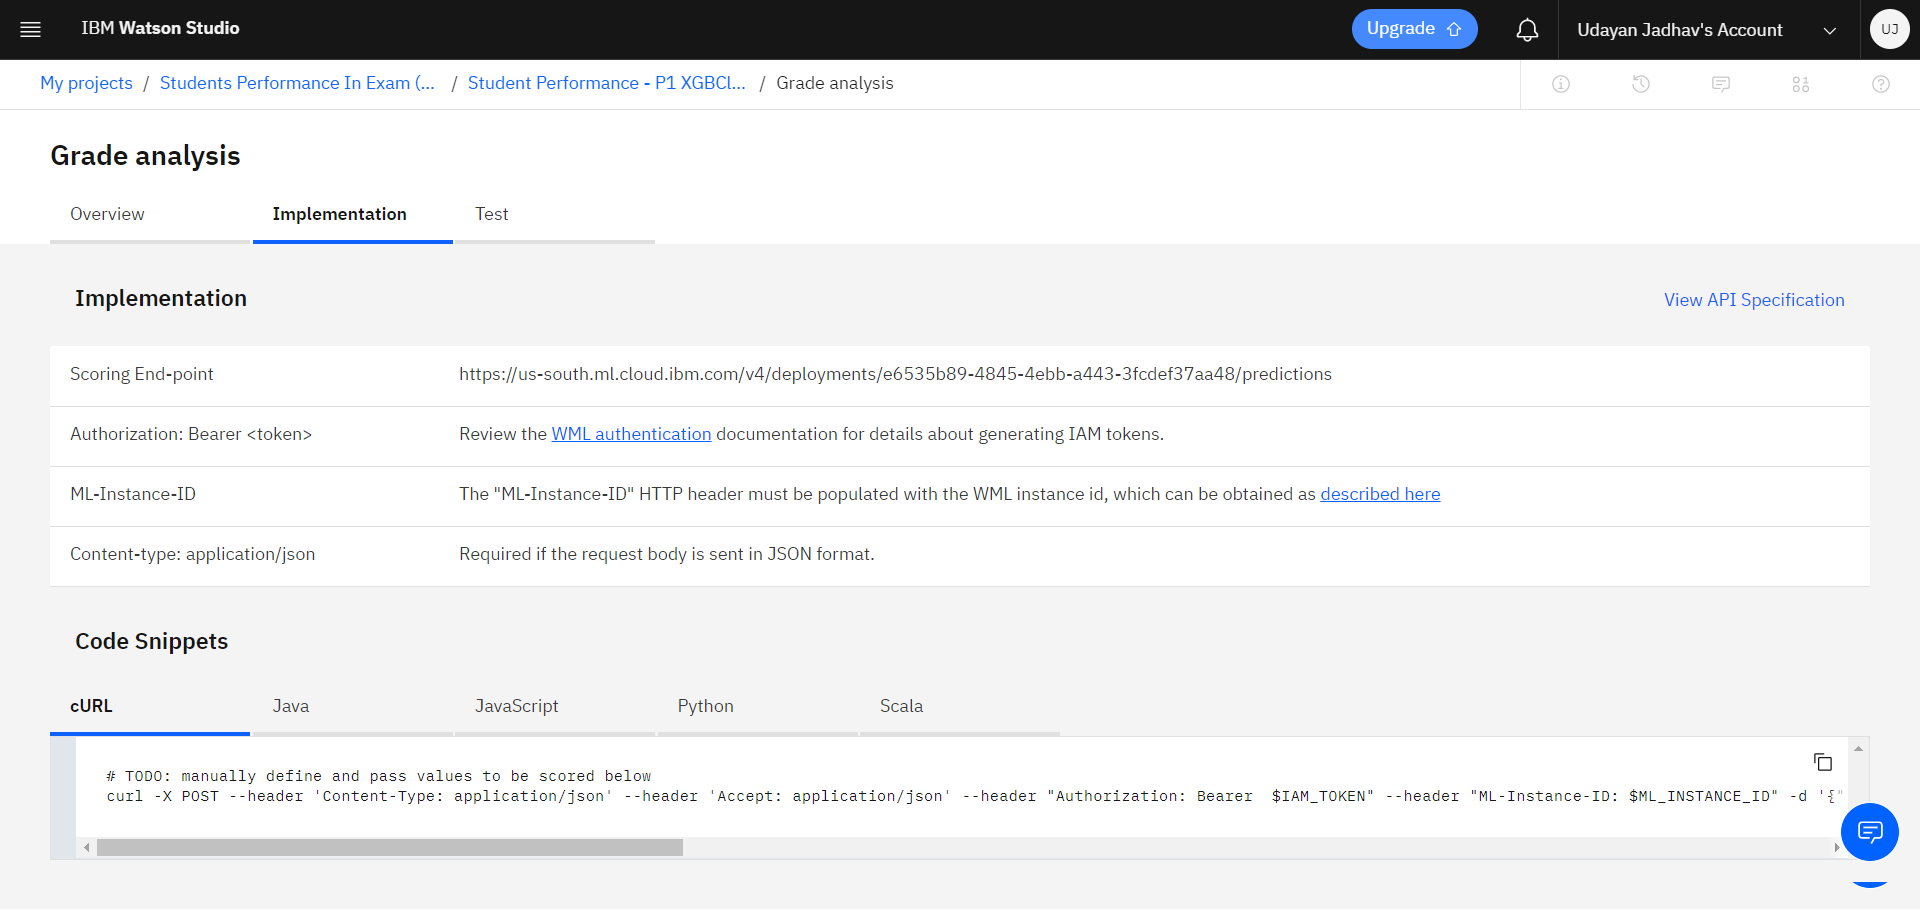 IBM Watson Studio
Upgrade
Udayan Jadhav's Account
UJ
My projects / Students Performance In Exam (... / Student Performance - P1 XGBCl... / Grade analysis
Grade analysis
Overview
Implementation
Test
Implementation
View API Specification
Scoring End-point
https://us-south.ml.cloud.ibm.com/v4/deployments/e6535b89-4845-4ebb-a443-3fcdef37aa48/predictions
Authorization: Bearer <token>
Review the WML authentication documentation for details about generating IAM tokens.
ML-Instance-ID
The "ML-Instance-ID" HTTP header must be populated with the WML instance id, which can be obtained as described here
Content-type: application/json
Required if the request body is sent in JSON format.
Code Snippets
cURL
Java
JavaScript
Python
Scala
# TODO: manually define and pass values to be scored below
curl -X POST --header 'Content-Type: application/json' --header 'Accept: application/json' --header "Authorization: Bearer  $IAM_TOKEN" --header "ML-Instance-ID: $ML_INSTANCE_ID" -d '{"